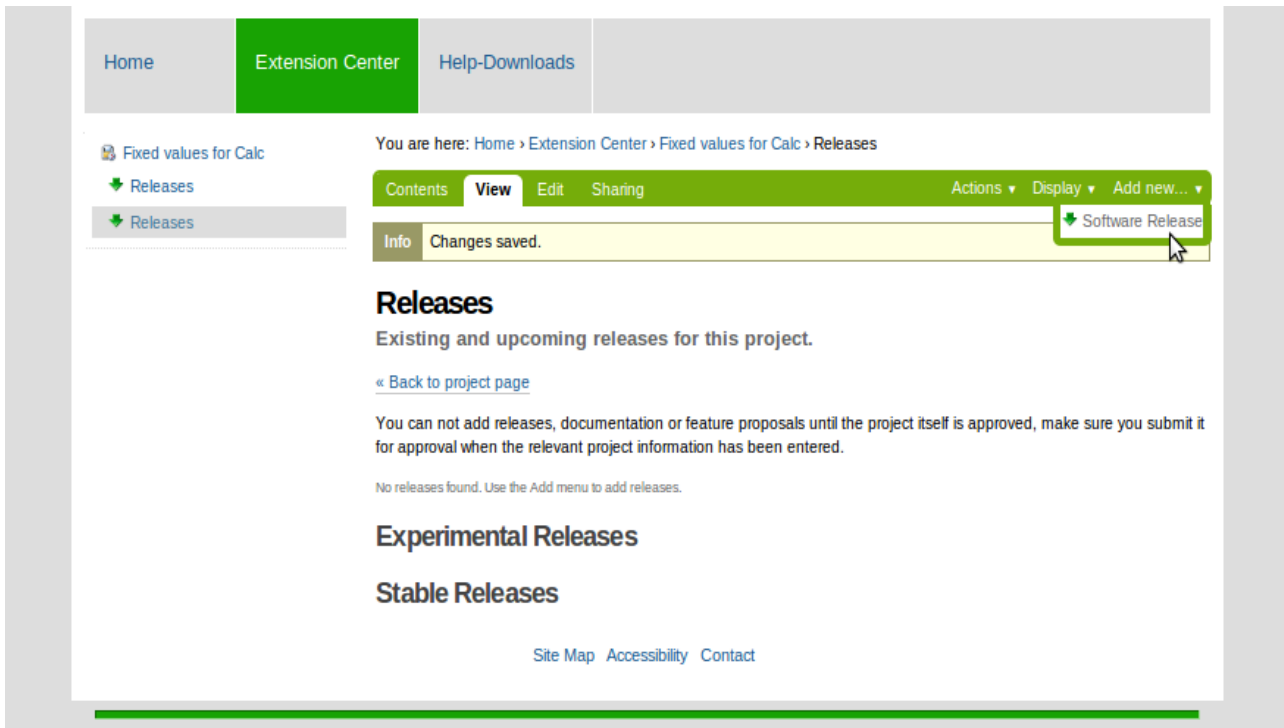 Home Extension Center Help-Downloads
Fixed values for Calc
Releases
Releases
You are here: Home › Extension Center › Fixed values for Calc › Releases
Contents View Edit Sharing Actions ▾ Display ▾ Add new... ▾
Software Release
Info Changes saved.
Releases
Existing and upcoming releases for this project.
« Back to project page
You can not add releases, documentation or feature proposals until the project itself is approved, make sure you submit it
for approval when the relevant project information has been entered.
No releases found. Use the Add menu to add releases.
Experimental Releases
Stable Releases
Site Map Accessibility Contact